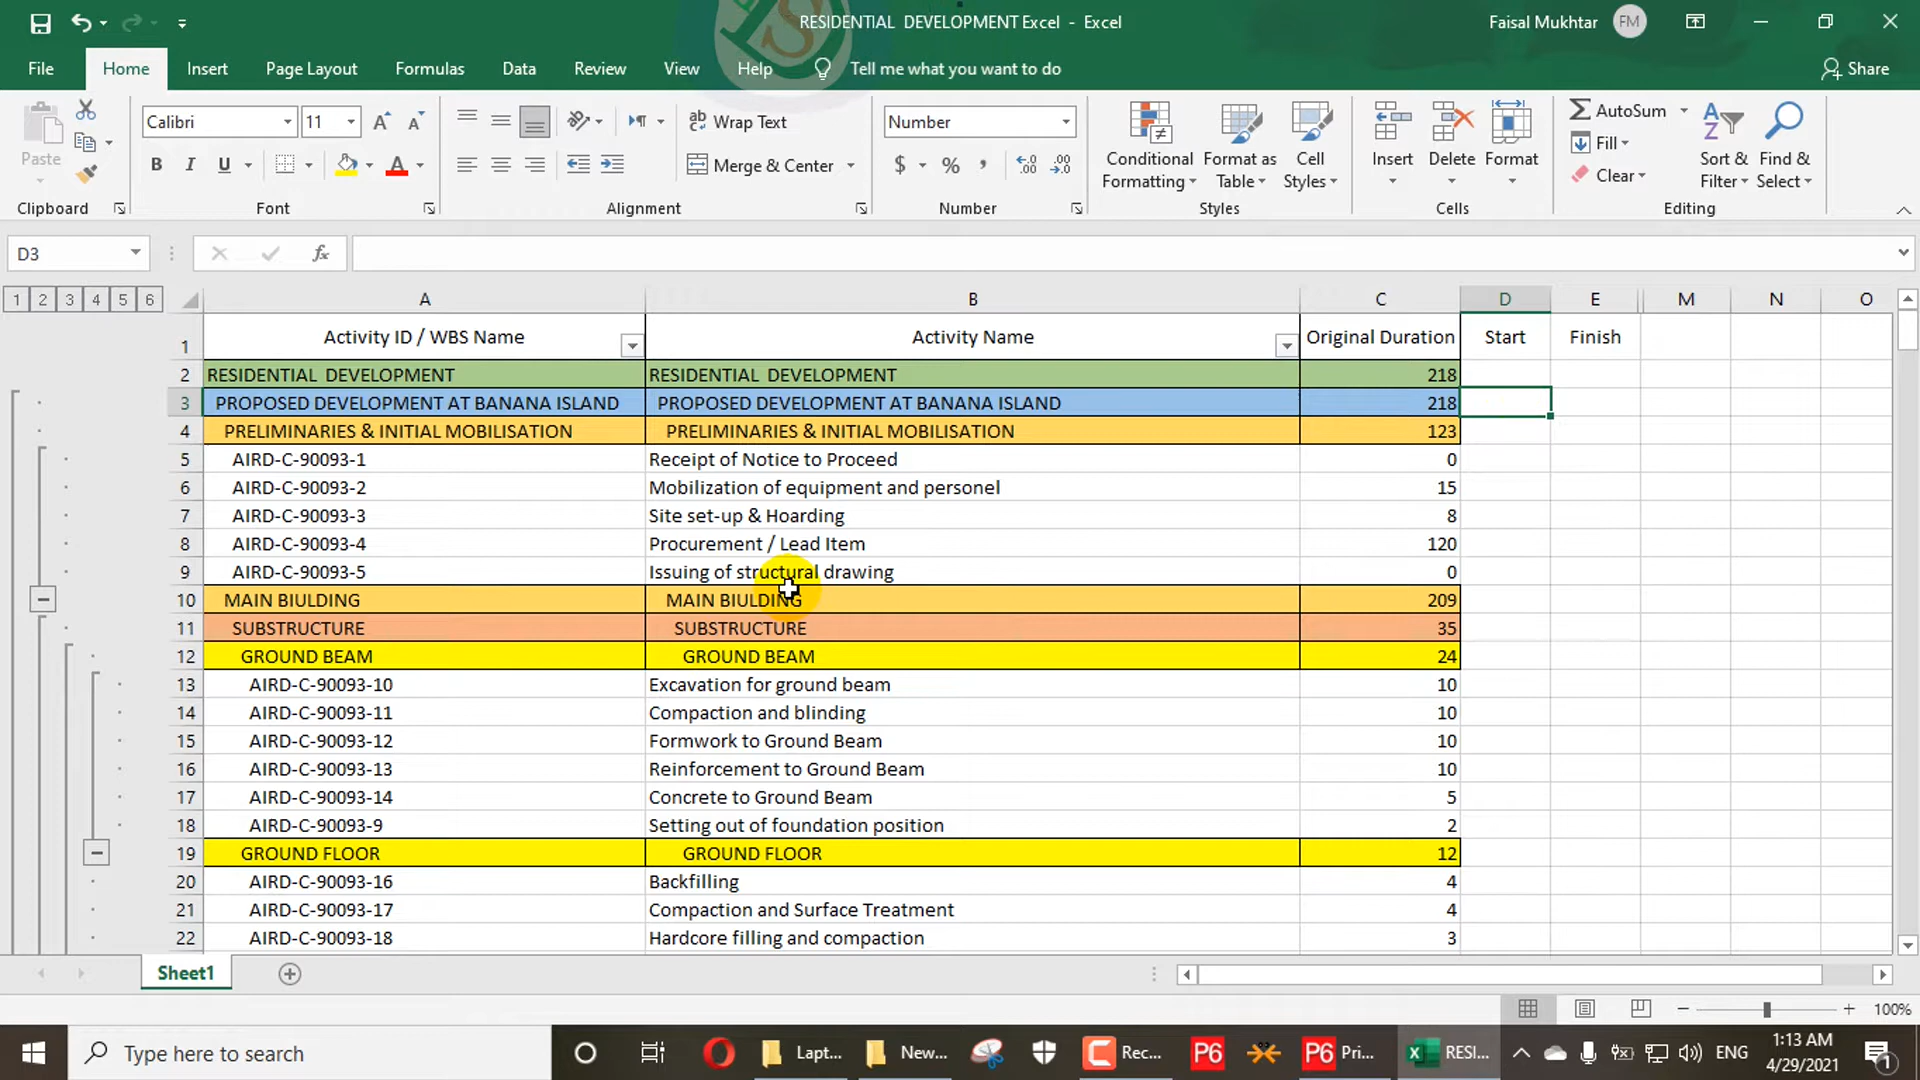 RESIDENTIAL  DEVELOPMENT Excel  -  Excel
Faisal Mukhtar
FM
File
Home
Insert
Page Layout
Formulas
Data
Review
View
Help
Tell me what you want to do
Share
Paste
Clipboard
Calibri
11
B I U
Font
ab Wrap Text
Merge & Center
Alignment
Number
$ % ,
Number
Conditional Formatting
Format as Table
Cell Styles
Styles
Insert
Delete
Format
Cells
AutoSum
Fill
Clear
Sort & Filter
Find & Select
Editing
D3
fx
1 2 3 4 5 6
A B C D E M N O
1 Activity ID / WBS Name Activity Name Original Duration Start Finish
2 RESIDENTIAL  DEVELOPMENT RESIDENTIAL  DEVELOPMENT 218
3 PROPOSED DEVELOPMENT AT BANANA ISLAND PROPOSED DEVELOPMENT AT BANANA ISLAND 218
4 PRELIMINARIES & INITIAL MOBILISATION PRELIMINARIES & INITIAL MOBILISATION 123
5 AIRD-C-90093-1 Receipt of Notice to Proceed 0
6 AIRD-C-90093-2 Mobilization of equipment and personel 15
7 AIRD-C-90093-3 Site set-up & Hoarding 8
8 AIRD-C-90093-4 Procurement / Lead Item 120
9 AIRD-C-90093-5 Issuing of structural drawing 0
10 MAIN BIULDING MAIN BIULDING 209
11 SUBSTRUCTURE SUBSTRUCTURE 35
12 GROUND BEAM GROUND BEAM 24
13 AIRD-C-90093-10 Excavation for ground beam 10
14 AIRD-C-90093-11 Compaction and blinding 10
15 AIRD-C-90093-12 Formwork to Ground Beam 10
16 AIRD-C-90093-13 Reinforcement to Ground Beam 10
17 AIRD-C-90093-14 Concrete to Ground Beam 5
18 AIRD-C-90093-9 Setting out of foundation position 2
19 GROUND FLOOR GROUND FLOOR 12
20 AIRD-C-90093-16 Backfilling 4
21 AIRD-C-90093-17 Compaction and Surface Treatment 4
22 AIRD-C-90093-18 Hardcore filling and compaction 3
Sheet1
100%
Type here to search
Lapt...
New...
Rec...
P6
P6 Pri...
RESI...
ENG
1:13 AM
4/29/2021
1